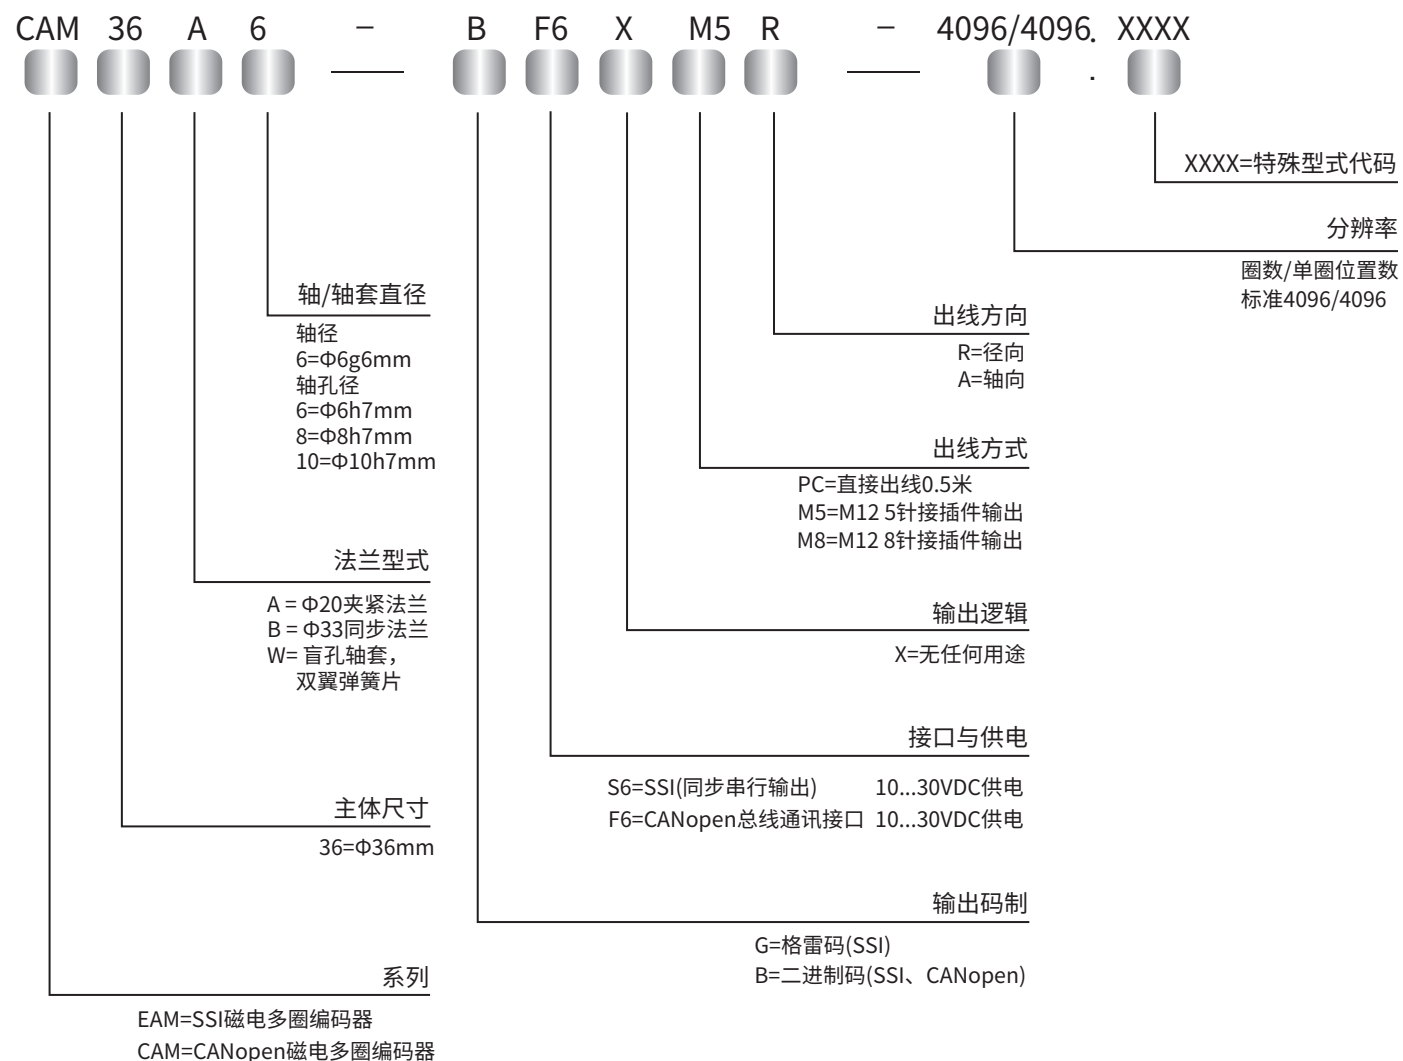 CAM 36 A 6 – B F6 X M5 R – 4096/4096. XXXX
.
XXXX=特殊型式代码
分辨率
圈数/单圈位置数
标准4096/4096
轴/轴套直径
轴径
6=Φ6g6mm
轴孔径
6=Φ6h7mm
8=Φ8h7mm
10=Φ10h7mm
出线方向
R=径向
A=轴向
出线方式
PC=直接出线0.5米
M5=M12 5针接插件输出
M8=M12 8针接插件输出
法兰型式
A = Φ20夹紧法兰
B = Φ33同步法兰
W= 盲孔轴套，
双翼弹簧片
输出逻辑
X=无任何用途
接口与供电
S6=SSI(同步串行输出) 10...30VDC供电
F6=CANopen总线通讯接口 10...30VDC供电
主体尺寸
36=Φ36mm
输出码制
G=格雷码(SSI)
B=二进制码(SSI、CANopen)
系列
EAM=SSI磁电多圈编码器
CAM=CANopen磁电多圈编码器